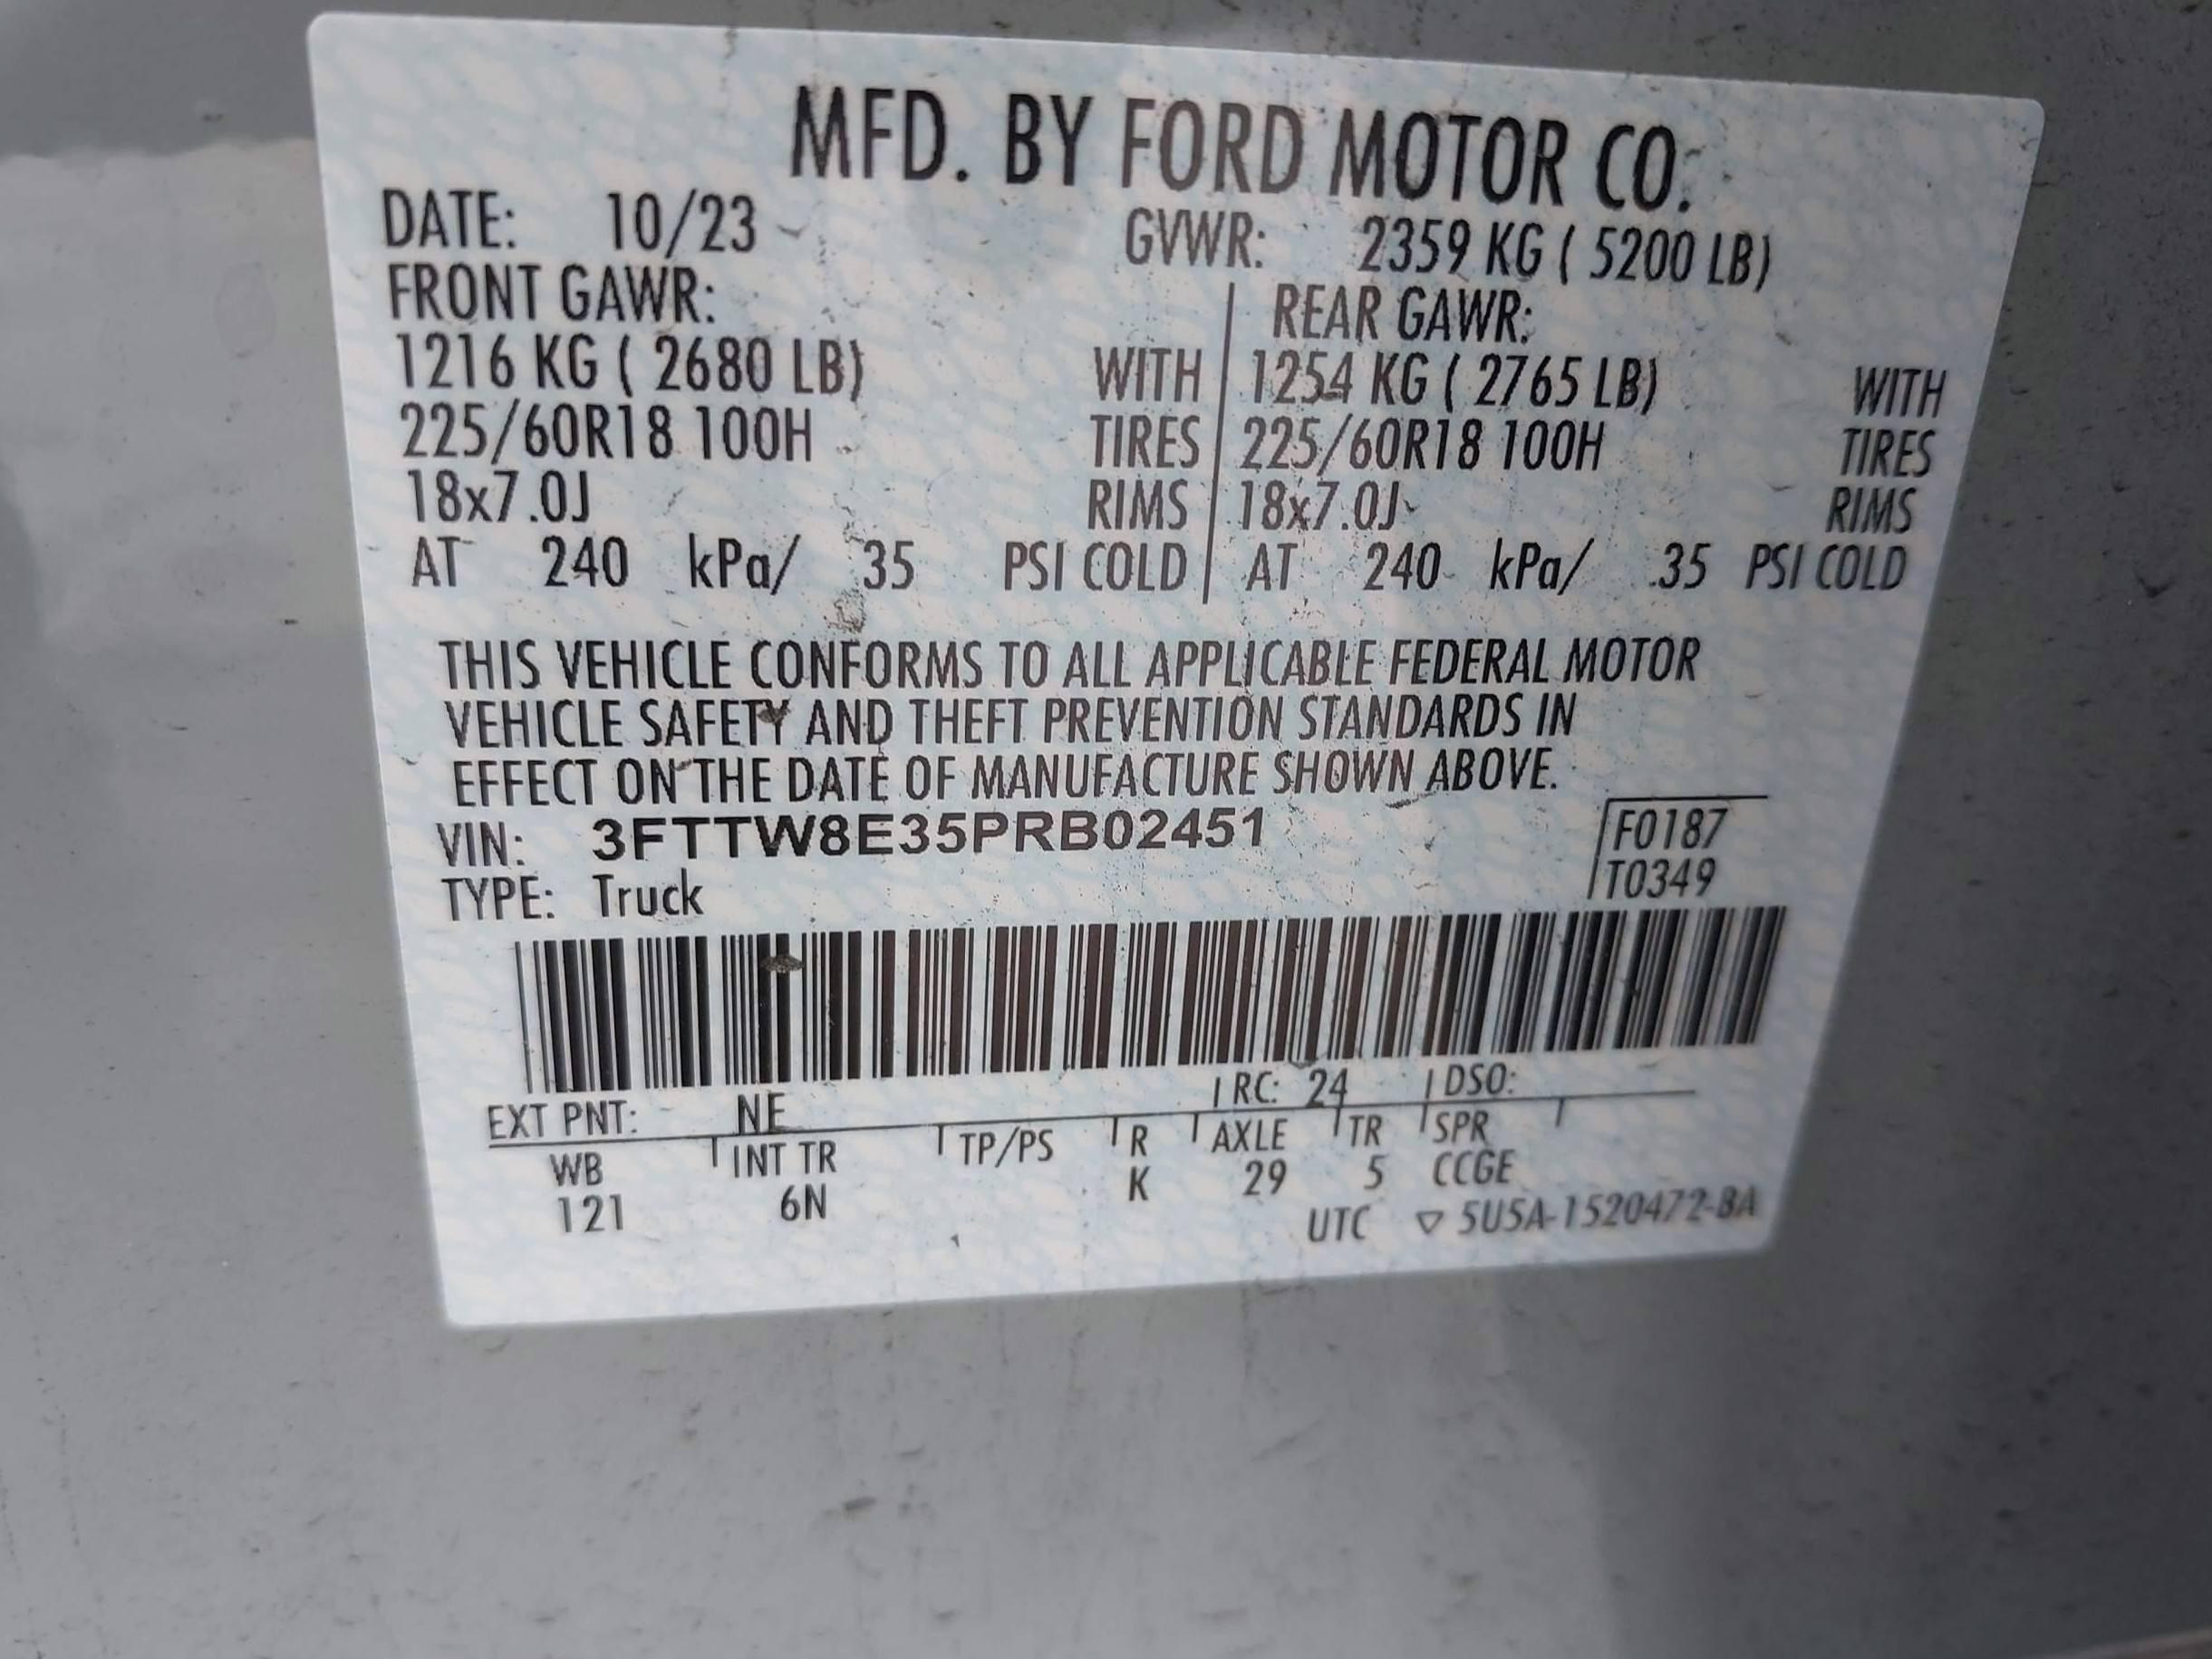 MFD. BY FORD MOTOR CO.
DATE: 10/23 GVWR: 2359 KG ( 5200 LB)
FRONT GAWR: REAR GAWR:
1216 KG ( 2680 LB) WITH 1254 KG ( 2765 LB) WITH
225/60R18 100H TIRES 225/60R18 100H TIRES
18x7.0J RIMS 18x7.0J RIMS
AT 240 kPa/ 35 PSI COLD AT 240 kPa/ 35 PSI COLD
THIS VEHICLE CONFORMS TO ALL APPLICABLE FEDERAL MOTOR
VEHICLE SAFETY AND THEFT PREVENTION STANDARDS IN
EFFECT ON THE DATE OF MANUFACTURE SHOWN ABOVE.
VIN: 3FTTW8E35PRB02451 F0187
TYPE: Truck T0349
EXT PNT: NE RC: 24 DSO:
WB INT TR TP/PS R AXLE TR SPR
121 6N K 29 5 CCGE
UTC ▽ 5U5A-1520472-BA